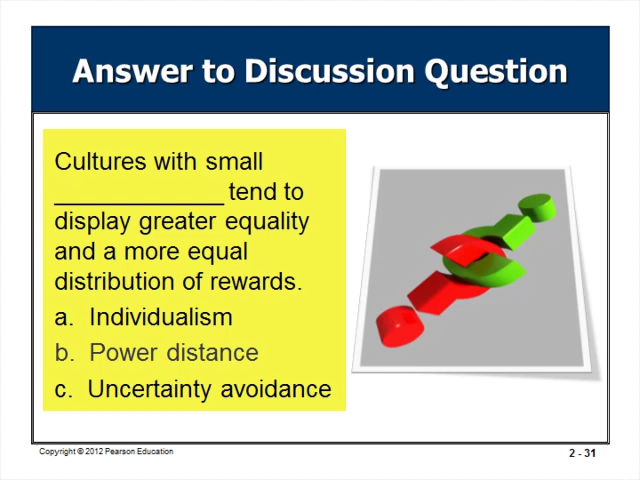 Answer to Discussion Question
Cultures with small
____________ tend to
display greater equality
and a more equal
distribution of rewards.
a. Individualism
b. Power distance
c. Uncertainty avoidance
Copyright © 2012 Pearson Education
2 - 31